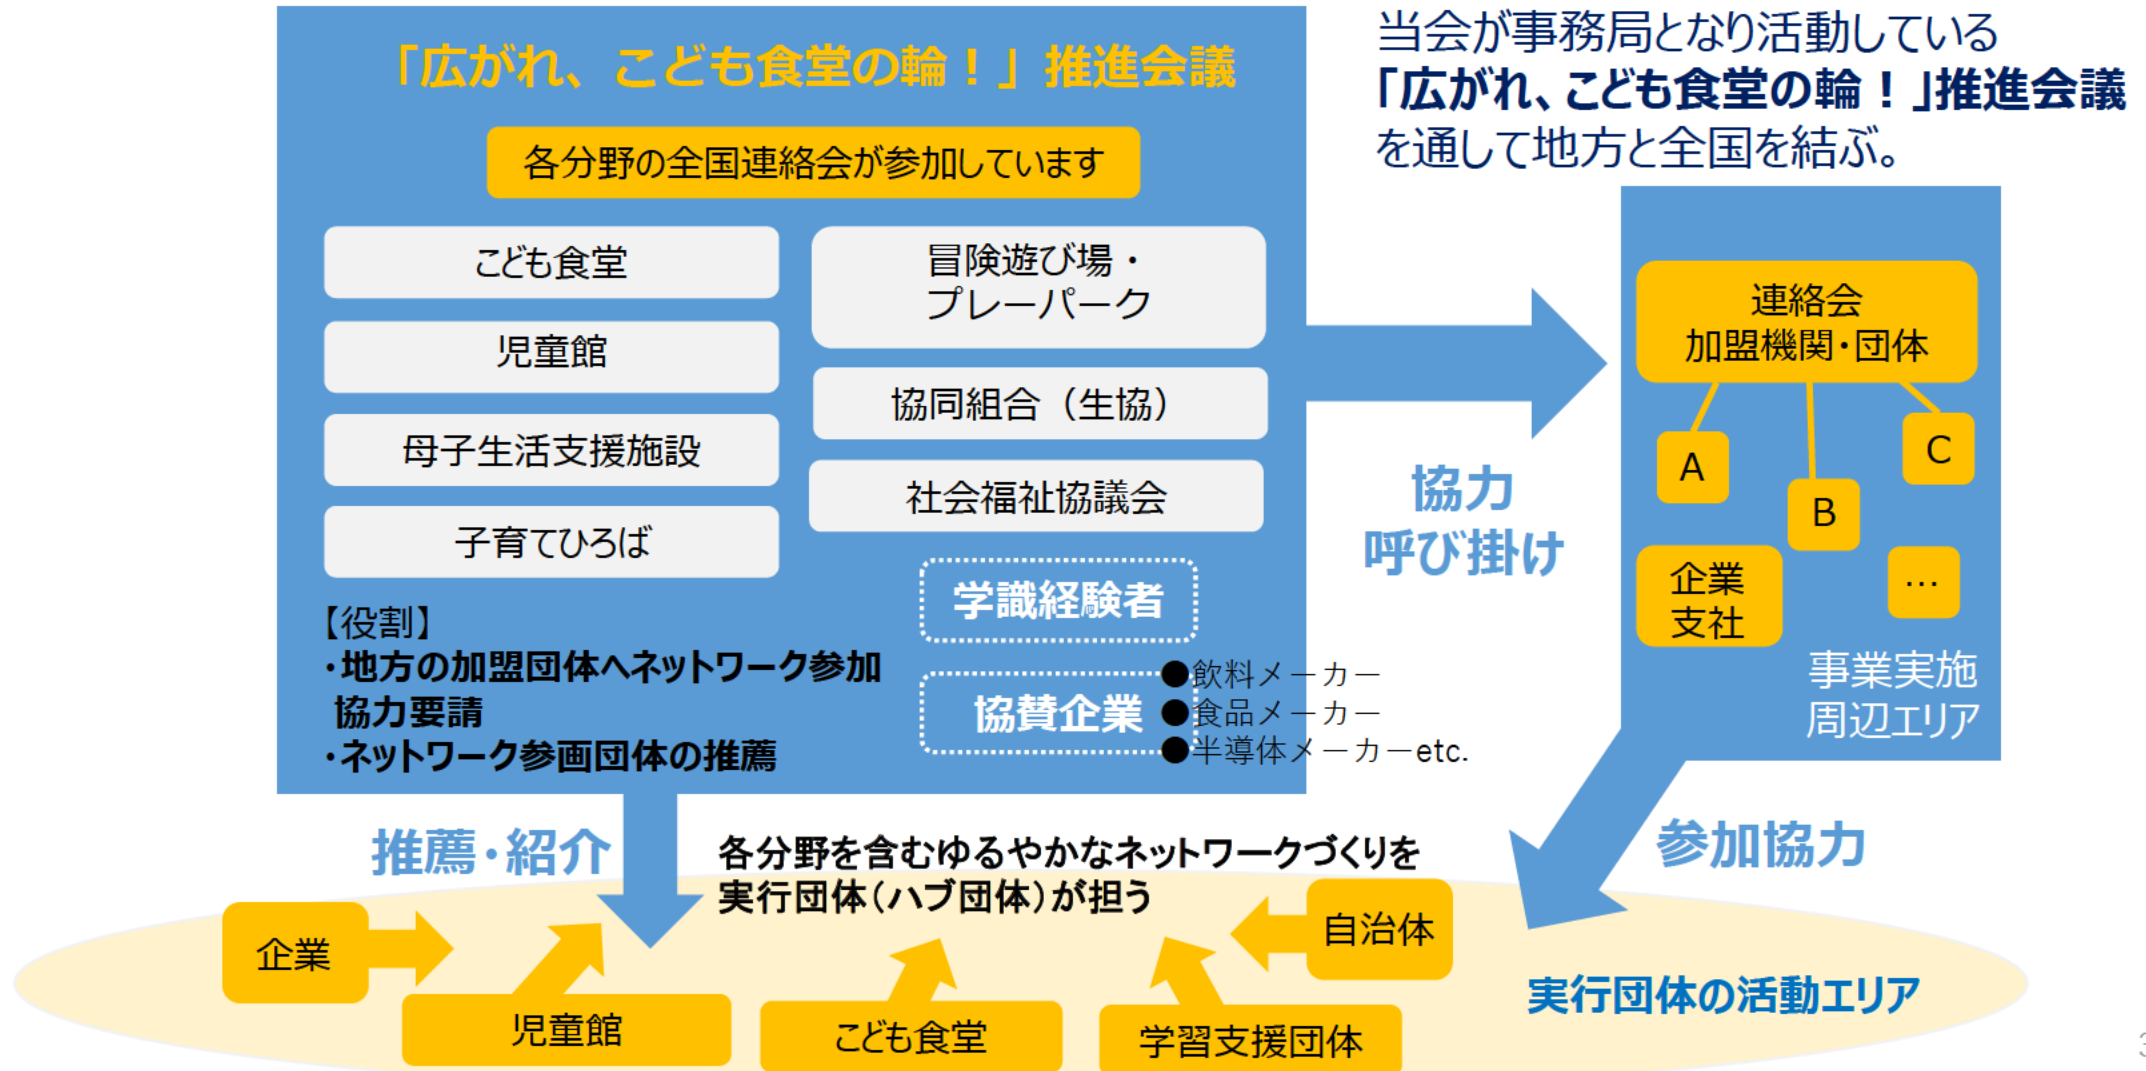 「広がれ、こども食堂の輪！」推進会議
各分野の全国連絡会が参加しています
こども食堂
児童館
母子生活支援施設
子育てひろば
冒険遊び場・
プレーパーク
協同組合（生協）
社会福祉協議会
学識経験者
協賛企業
●飲料メーカー
●食品メーカー
●半導体メーカーetc.
【役割】
・地方の加盟団体へネットワーク参加
協力要請
・ネットワーク参画団体の推薦
当会が事務局となり活動している
「広がれ、こども食堂の輪！」推進会議
を通して地方と全国を結ぶ。
協力
呼び掛け
連絡会
加盟機関・団体
A
B
C
企業
支社
…
事業実施
周辺エリア
推薦・紹介
参加協力
各分野を含むゆるやかなネットワークづくりを
実行団体（ハブ団体）が担う
企業
児童館
こども食堂
学習支援団体
自治体
実行団体の活動エリア